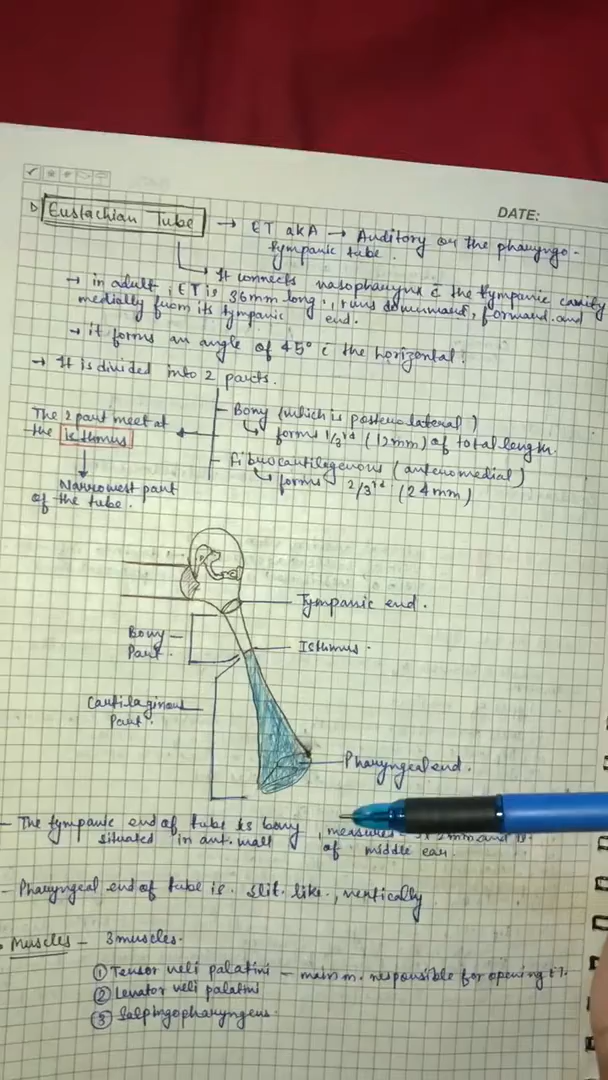 DATE:
Eustachian Tube → ET aka → Auditory or the pharyngo-
tympanic tube.
↳ It connects nasopharynx c̄ the tympanic cavity
→ in adult, ET is 36mm long, runs downward, forward and
medially from its tympanic end.
→ it forms an angle of 45° c̄ the horizontal.
→ It is divided into 2 parts.
Bony (which is posterolateral)
↳ forms 1/3rd (12mm) of total length.
The 2 part meet at
the isthmus
↓
Narrowest part
of the tube.
Fibrocartilagenous (anteromedial)
↳ forms 2/3rd (24mm)
Tympanic end.
Bony
Part.
Isthmus.
Cartilaginous
Part.
Pharyngeal end.
– The tympanic end of tube is bony, measures
situated in ant. wall of middle ear.
– Pharyngeal end of tube is slit like, vertically
Muscles – 3 muscles.
① Tensor veli palatini – main m. responsible for opening ET.
② Levator veli palatini
③ Salpingopharyngeus.